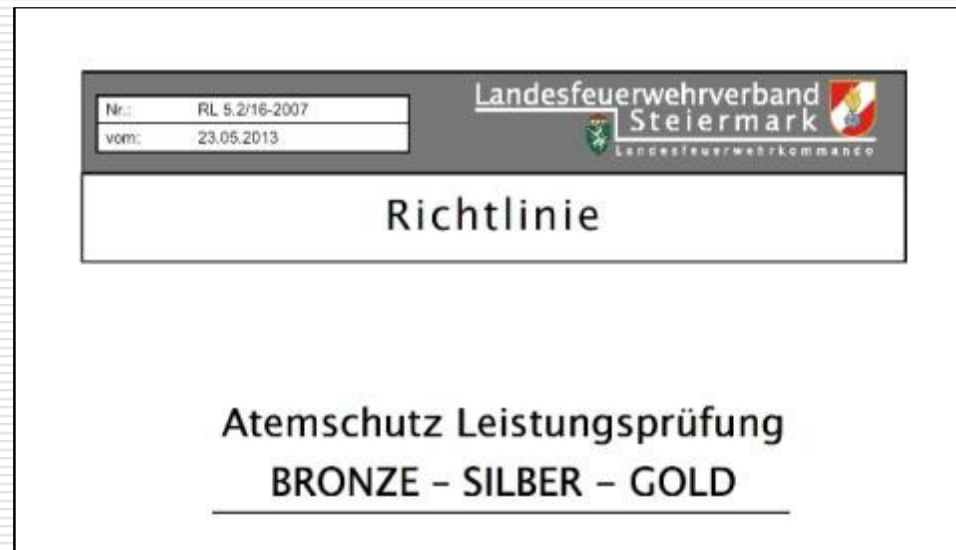 Nr.: RL 5.2/16-2007
vom: 23.05.2013
Landesfeuerwehrverband
Steiermark
Landesfeuerwehrkommando
Richtlinie
Atemschutz Leistungsprüfung
BRONZE – SILBER – GOLD